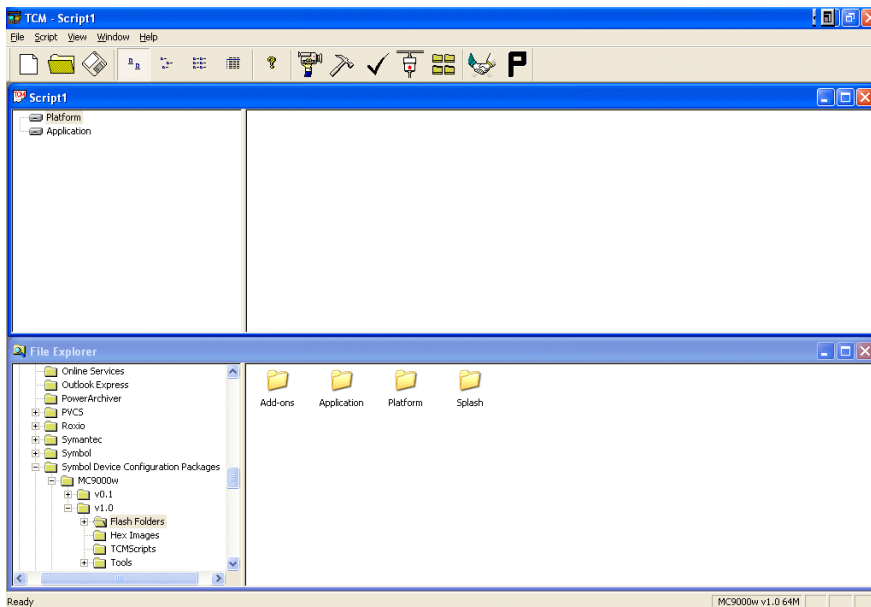 TCM - Script1
File Script View Window Help
P
TCM Script1
Platform
Application
File Explorer
Online Services
Outlook Express
PowerArchiver
PVCS
Roxio
Symantec
Symbol
Symbol Device Configuration Packages
MC9000w
v0.1
v1.0
Flash Folders
Hex Images
TCMScripts
Tools
Add-ons Application Platform Splash
Ready MC9000w v1.0 64M